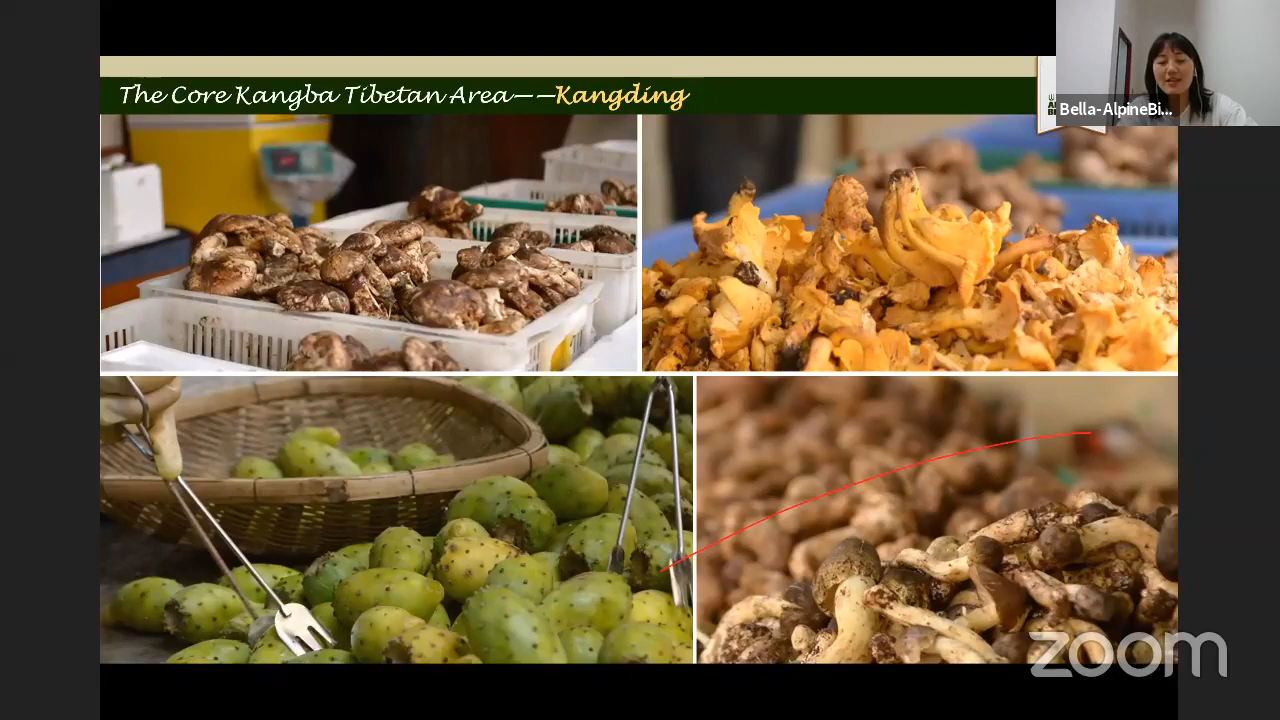 The Core Kangba Tibetan Area——Kangding
Bella-AlpineBi...
zoom